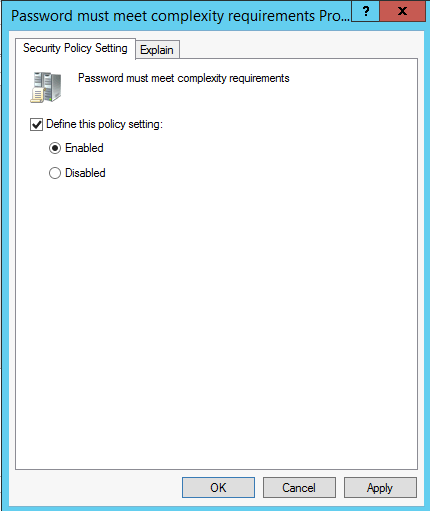 Password must meet complexity requirements Pro... ? x
Security Policy Setting Explain
Password must meet complexity requirements
Define this policy setting:
Enabled
Disabled
OK Cancel Apply